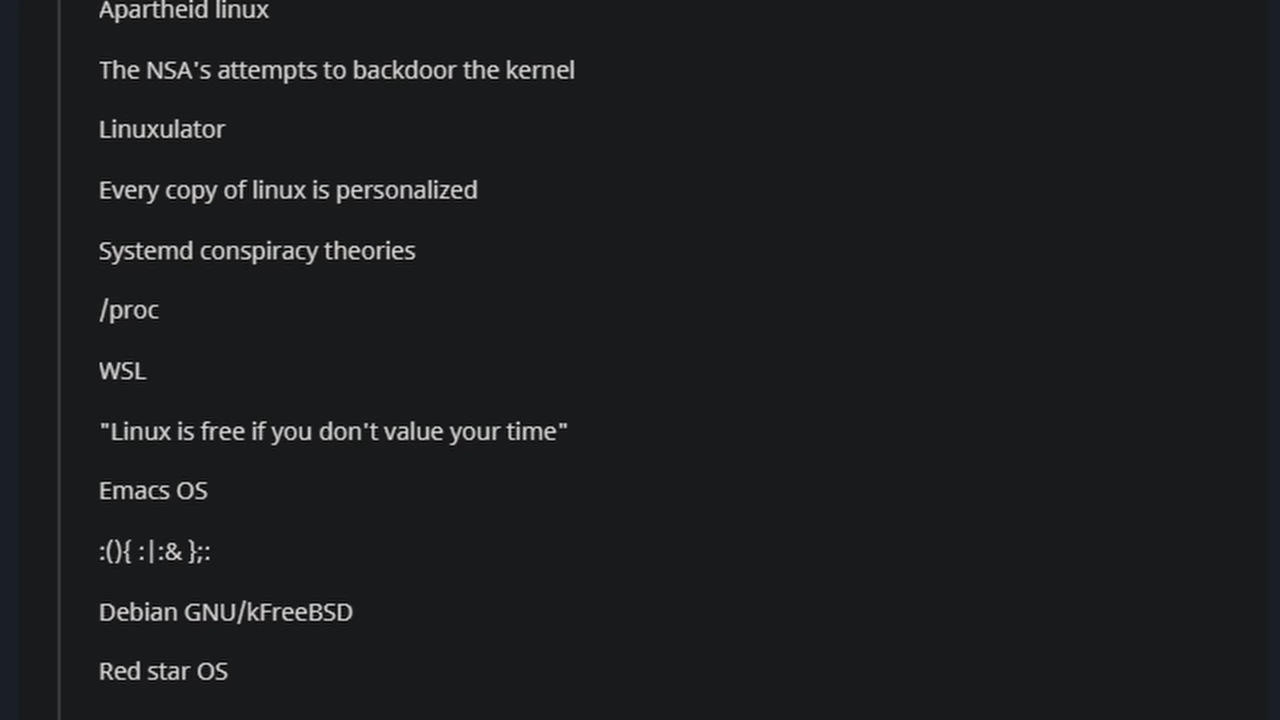 Apartheid linux
The NSA's attempts to backdoor the kernel
Linuxulator
Every copy of linux is personalized
Systemd conspiracy theories
/proc
WSL
"Linux is free if you don't value your time"
Emacs OS
:(){ :|:& };:
Debian GNU/kFreeBSD
Red star OS